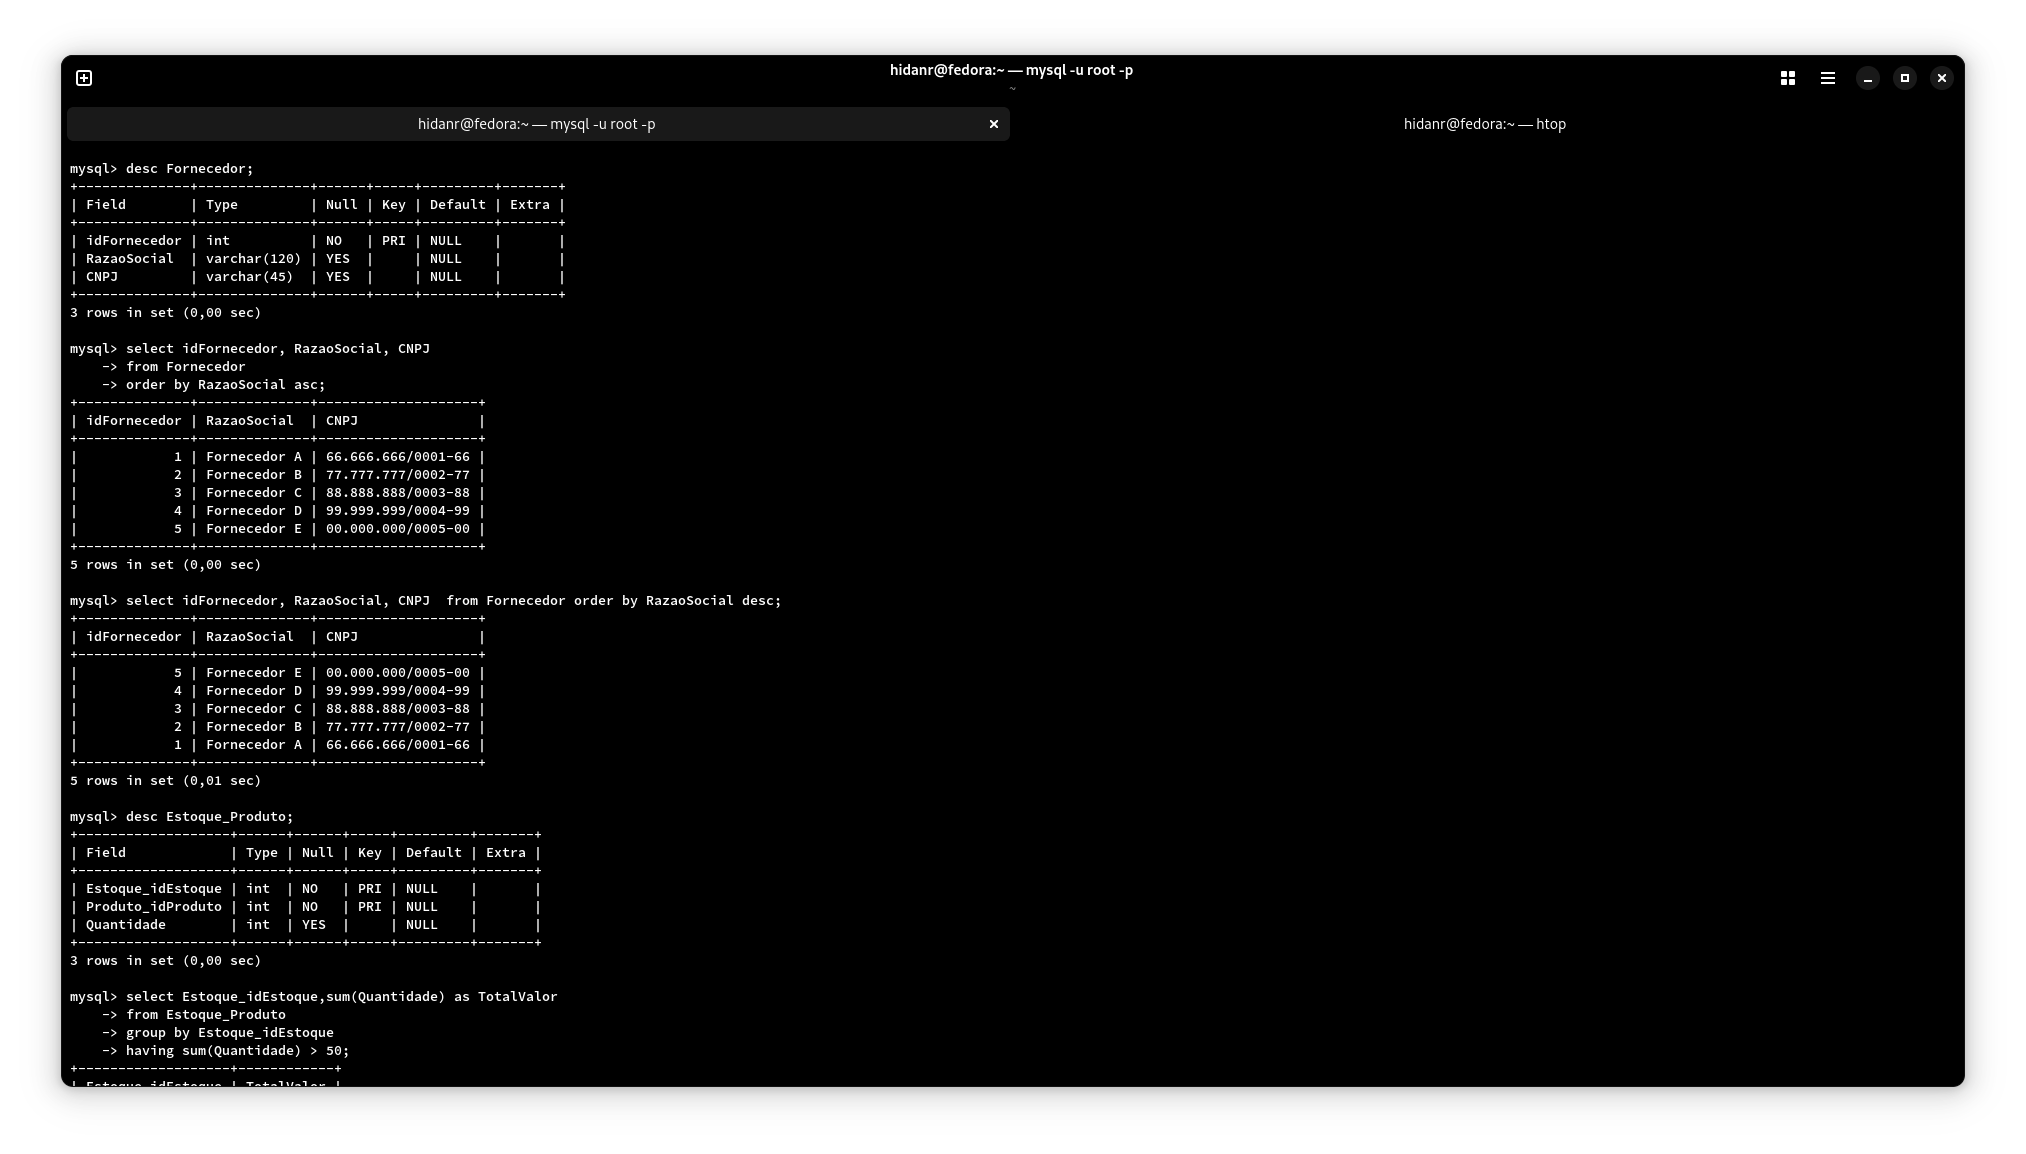 hidanr@fedora:~ — mysql -u root -p
~
hidanr@fedora:~ — mysql -u root -p
hidanr@fedora:~ — htop
mysql> desc Fornecedor;
+--------------+--------------+------+-----+---------+-------+
| Field        | Type         | Null | Key | Default | Extra |
+--------------+--------------+------+-----+---------+-------+
| idFornecedor | int          | NO   | PRI | NULL    |       |
| RazaoSocial  | varchar(120) | YES  |     | NULL    |       |
| CNPJ         | varchar(45)  | YES  |     | NULL    |       |
+--------------+--------------+------+-----+---------+-------+
3 rows in set (0,00 sec)
mysql> select idFornecedor, RazaoSocial, CNPJ
    -> from Fornecedor
    -> order by RazaoSocial asc;
+--------------+--------------+--------------------+
| idFornecedor | RazaoSocial  | CNPJ               |
+--------------+--------------+--------------------+
|            1 | Fornecedor A | 66.666.666/0001-66 |
|            2 | Fornecedor B | 77.777.777/0002-77 |
|            3 | Fornecedor C | 88.888.888/0003-88 |
|            4 | Fornecedor D | 99.999.999/0004-99 |
|            5 | Fornecedor E | 00.000.000/0005-00 |
+--------------+--------------+--------------------+
5 rows in set (0,00 sec)
mysql> select idFornecedor, RazaoSocial, CNPJ  from Fornecedor order by RazaoSocial desc;
+--------------+--------------+--------------------+
| idFornecedor | RazaoSocial  | CNPJ               |
+--------------+--------------+--------------------+
|            5 | Fornecedor E | 00.000.000/0005-00 |
|            4 | Fornecedor D | 99.999.999/0004-99 |
|            3 | Fornecedor C | 88.888.888/0003-88 |
|            2 | Fornecedor B | 77.777.777/0002-77 |
|            1 | Fornecedor A | 66.666.666/0001-66 |
+--------------+--------------+--------------------+
5 rows in set (0,01 sec)
mysql> desc Estoque_Produto;
+-------------------+------+------+-----+---------+-------+
| Field             | Type | Null | Key | Default | Extra |
+-------------------+------+------+-----+---------+-------+
| Estoque_idEstoque | int  | NO   | PRI | NULL    |       |
| Produto_idProduto | int  | NO   | PRI | NULL    |       |
| Quantidade        | int  | YES  |     | NULL    |       |
+-------------------+------+------+-----+---------+-------+
3 rows in set (0,00 sec)
mysql> select Estoque_idEstoque,sum(Quantidade) as TotalValor
    -> from Estoque_Produto
    -> group by Estoque_idEstoque
    -> having sum(Quantidade) > 50;
+-------------------+------------+
| Estoque_idEstoque | TotalValor |